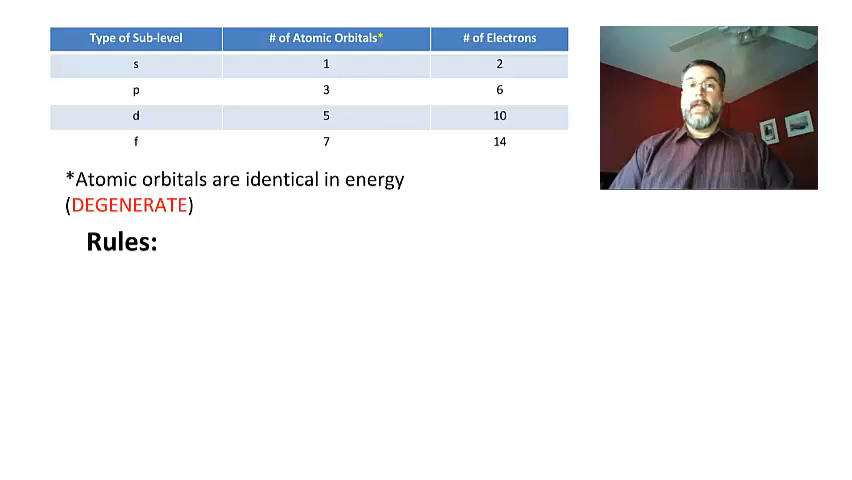 Type of Sub-level # of Atomic Orbitals* # of Electrons
s 1 2
p 3 6
d 5 10
f 7 14
*Atomic orbitals are identical in energy
(DEGENERATE)
Rules: